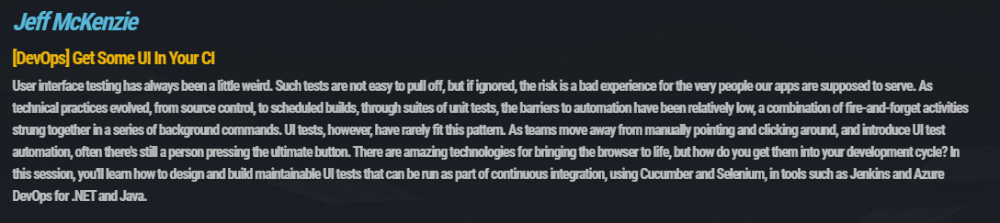 Jeff McKenzie
[DevOps] Get Some UI In Your CI
User interface testing has always been a little weird. Such tests are not easy to pull off, but if ignored, the risk is a bad experience for the very people our apps are supposed to serve. As
technical practices evolved, from source control, to scheduled builds, through suites of unit tests, the barriers to automation have been relatively low, a combination of fire-and-forget activities
strung together in a series of background commands. UI tests, however, have rarely fit this pattern. As teams move away from manually pointing and clicking around, and introduce UI test
automation, often there's still a person pressing the ultimate button. There are amazing technologies for bringing the browser to life, but how do you get them into your development cycle? In
this session, you'll learn how to design and build maintainable UI tests that can be run as part of continuous integration, using Cucumber and Selenium, in tools such as Jenkins and Azure
DevOps for .NET and Java.